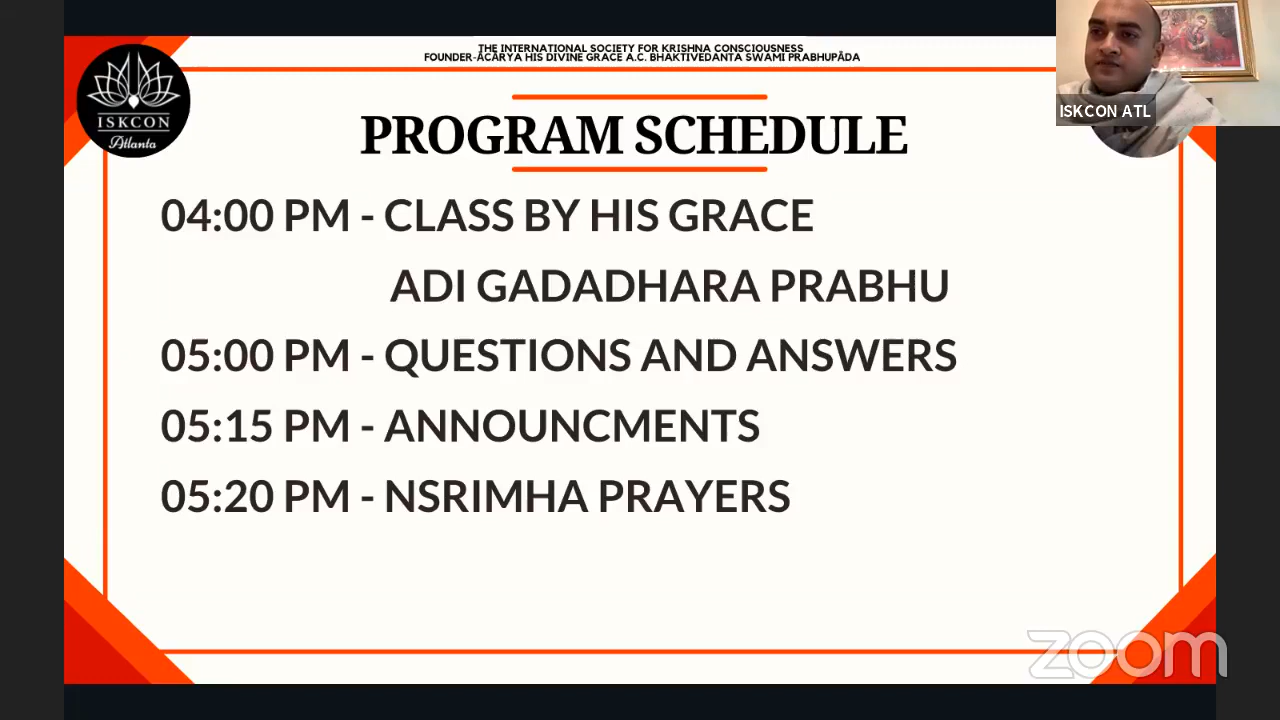 THE INTERNATIONAL SOCIETY FOR KRISHNA CONSCIOUSNESS
FOUNDER-ĀCĀRYA HIS DIVINE GRACE A.C. BHAKTIVEDANTA SWAMI PRABHUPĀDA
ISKCON
Atlanta
ISKCON ATL
PROGRAM SCHEDULE
04:00 PM - CLASS BY HIS GRACE
ADI GADADHARA PRABHU
05:00 PM - QUESTIONS AND ANSWERS
05:15 PM - ANNOUNCMENTS
05:20 PM - NSRIMHA PRAYERS
zoom